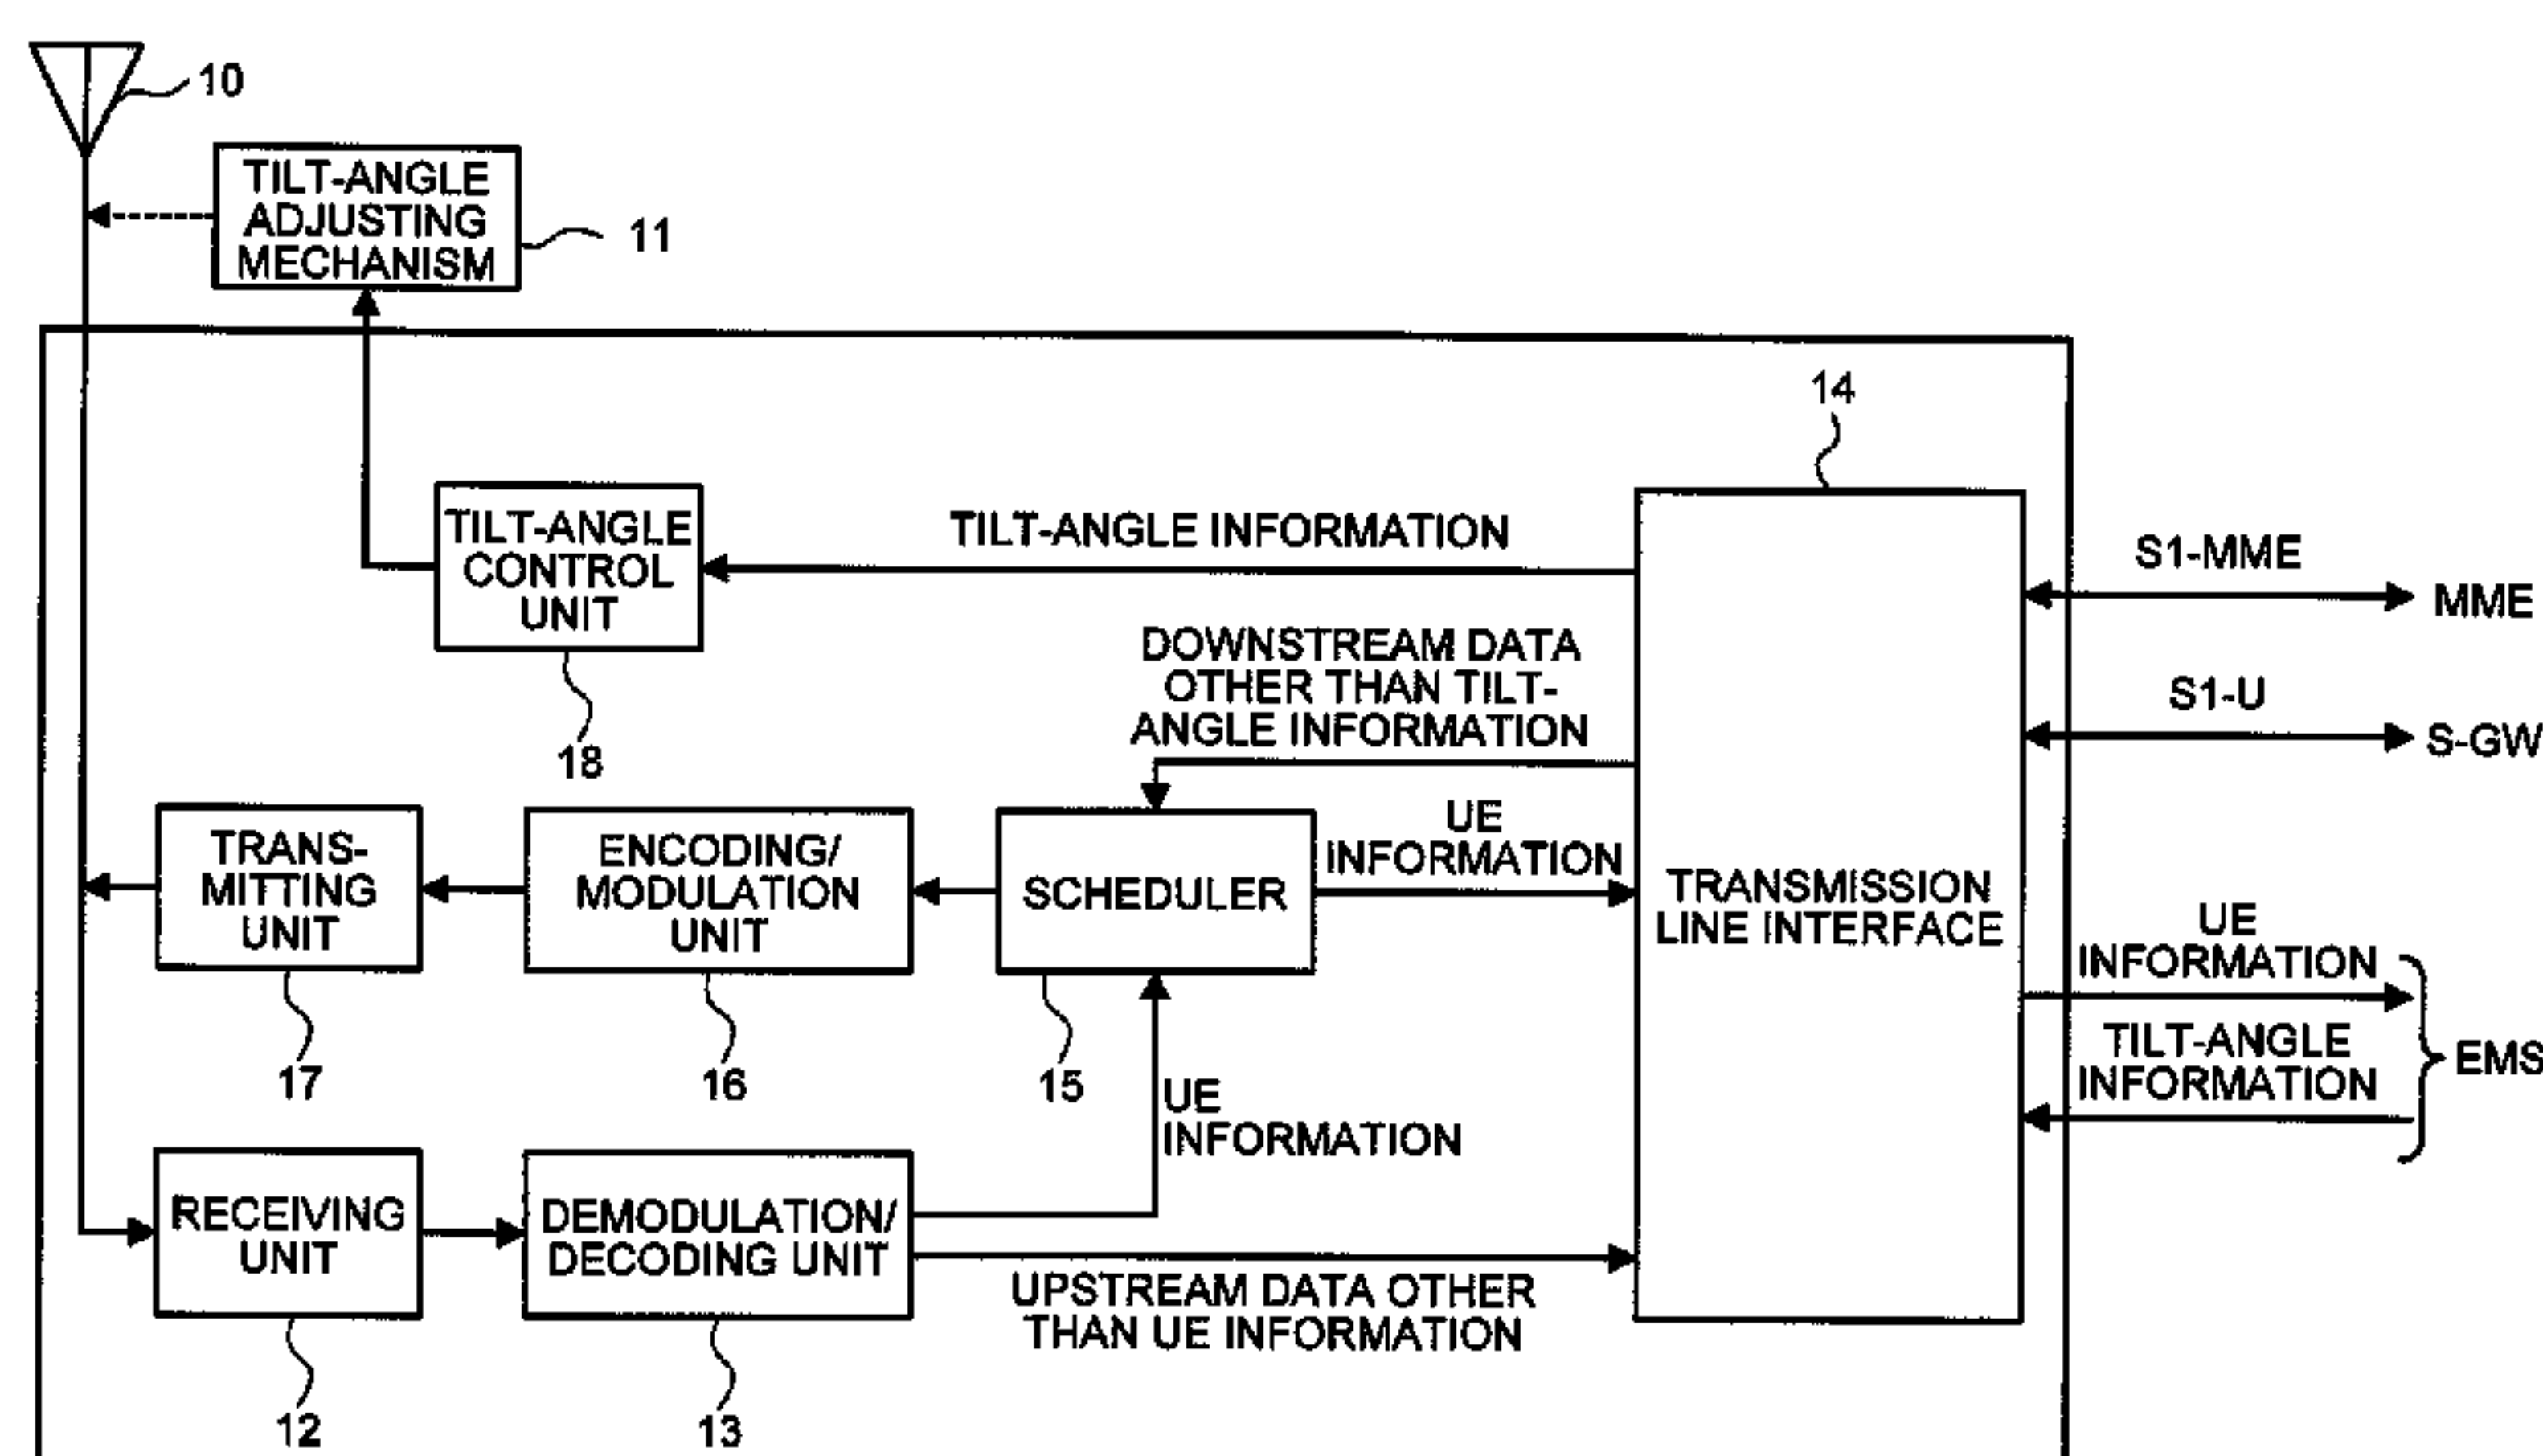 10
TILT-ANGLE
ADJUSTING
MECHANISM
11
14
TILT-ANGLE
CONTROL
UNIT
18
TILT-ANGLE INFORMATION
S1-MME
MME
DOWNSTREAM DATA
OTHER THAN TILT-
ANGLE INFORMATION
S1-U
S-GW
TRANS-
MITTING
UNIT
17
ENCODING/
MODULATION
UNIT
16
SCHEDULER
15
UE
INFORMATION
TRANSMISSION
LINE INTERFACE
UE
INFORMATION
TILT-ANGLE
INFORMATION
EMS
UE
INFORMATION
RECEIVING
UNIT
12
DEMODULATION/
DECODING UNIT
13
UPSTREAM DATA OTHER
THAN UE INFORMATION